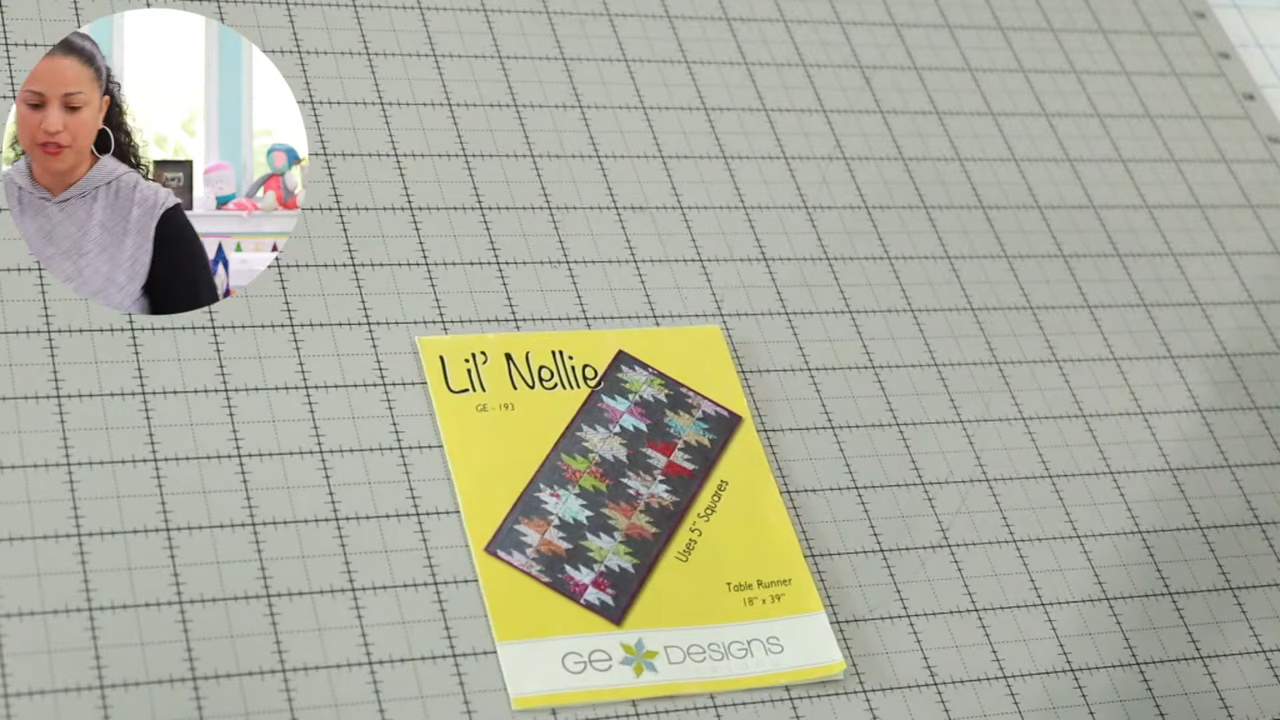 Lil' Nellie
GE - 193
Uses 5" Squares
Table Runner
18" x 39"
GE DESIGNS